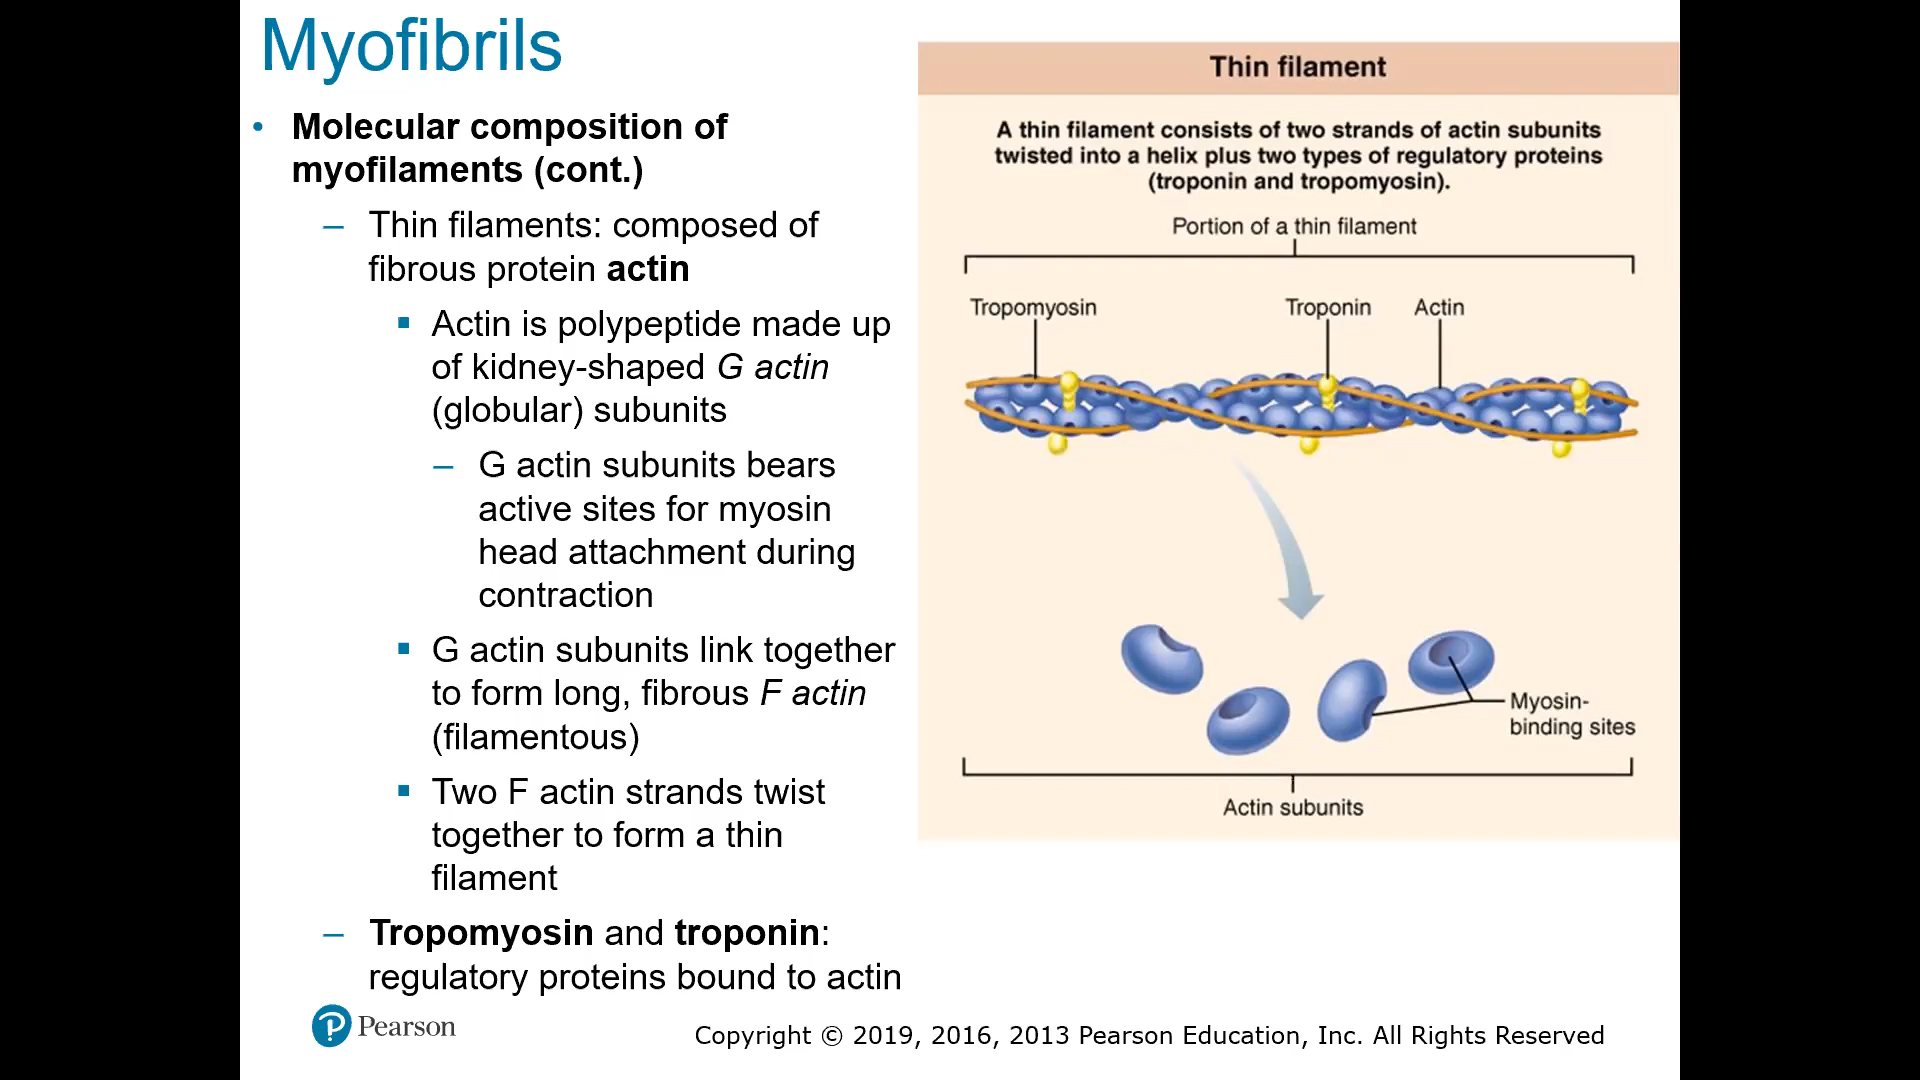 Myofibrils
• Molecular composition of
myofilaments (cont.)
– Thin filaments: composed of
fibrous protein actin
▪ Actin is polypeptide made up
of kidney-shaped G actin
(globular) subunits
– G actin subunits bears
active sites for myosin
head attachment during
contraction
▪ G actin subunits link together
to form long, fibrous F actin
(filamentous)
▪ Two F actin strands twist
together to form a thin
filament
– Tropomyosin and troponin:
regulatory proteins bound to actin
Thin filament
A thin filament consists of two strands of actin subunits
twisted into a helix plus two types of regulatory proteins
(troponin and tropomyosin).
Portion of a thin filament
Tropomyosin
Troponin
Actin
Myosin-
binding sites
Actin subunits
P Pearson
Copyright © 2019, 2016, 2013 Pearson Education, Inc. All Rights Reserved